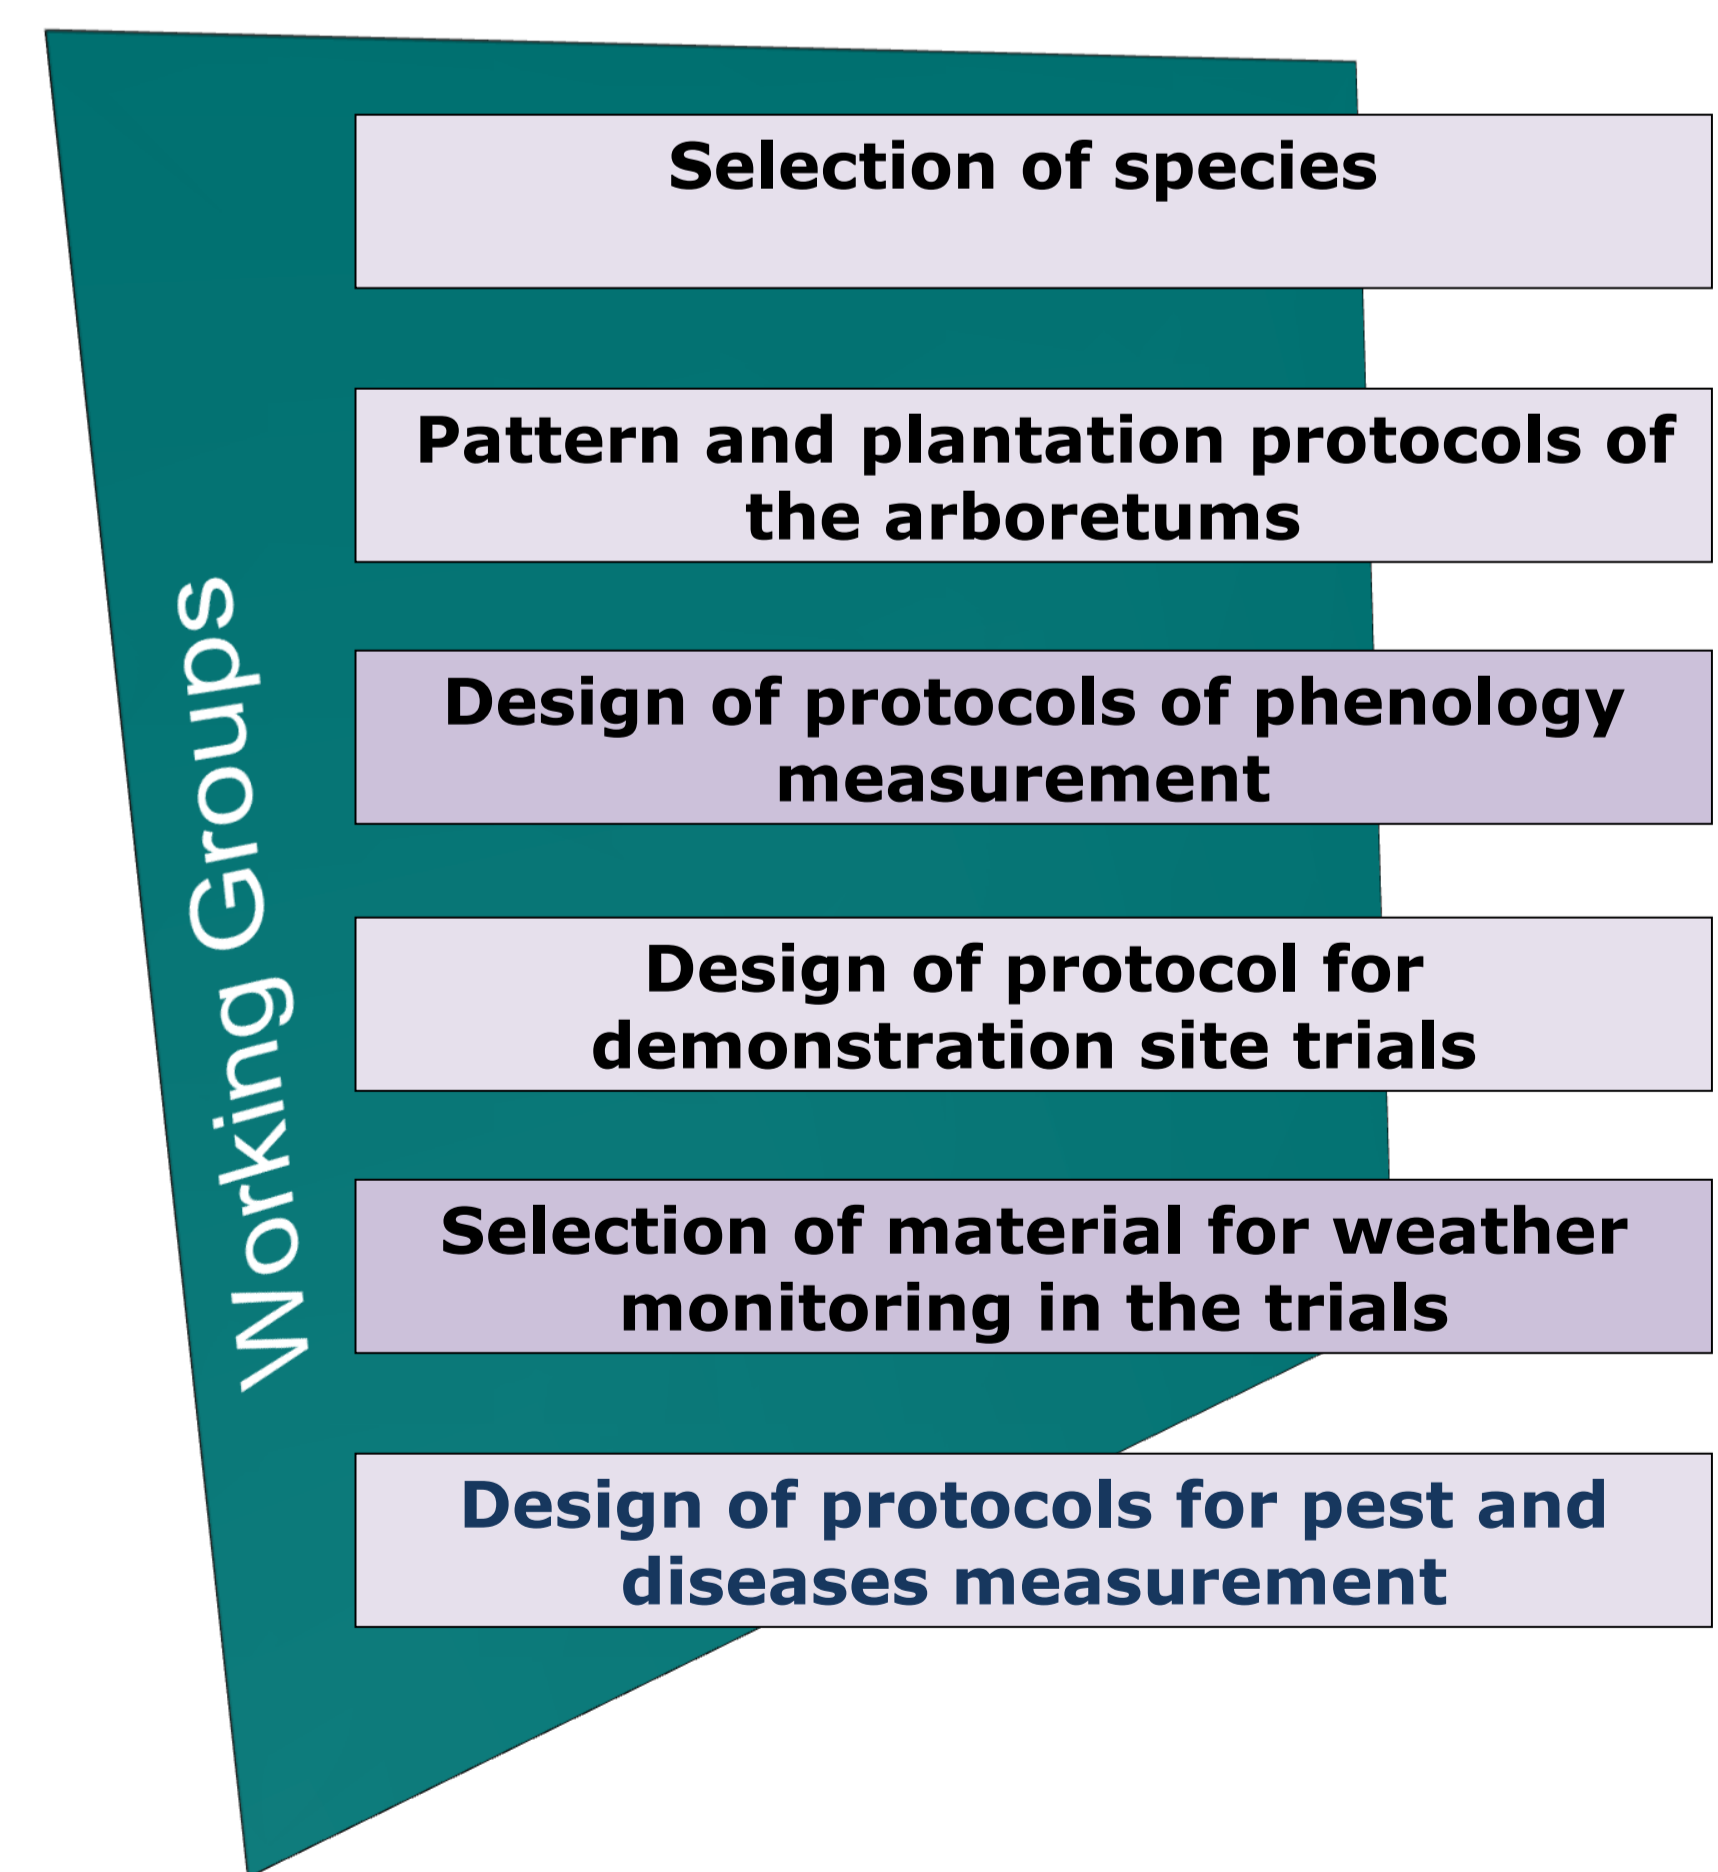 Working Groups
Selection of species
Pattern and plantation protocols of
the arboretums
Design of protocols of phenology
measurement
Design of protocol for
demonstration site trials
Selection of material for weather
monitoring in the trials
Design of protocols for pest and
diseases measurement